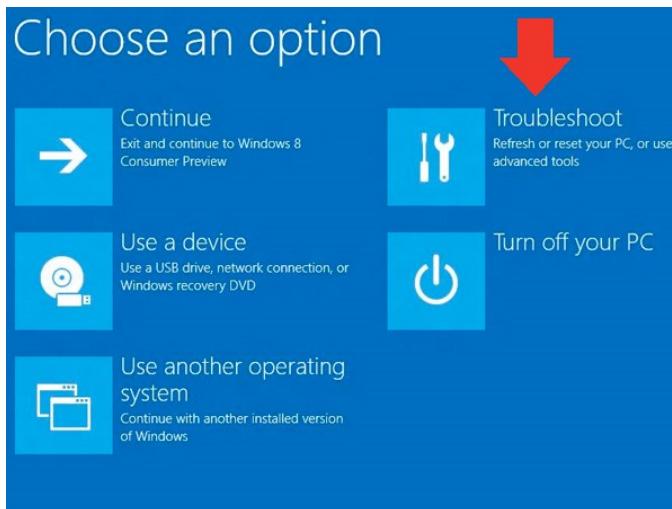 Choose an option
Continue
Exit and continue to Windows 8
Consumer Preview
Troubleshoot
Refresh or reset your PC, or use
advanced tools
Use a device
Use a USB drive, network connection, or
Windows recovery DVD
Turn off your PC
Use another operating
system
Continue with another installed version
of Windows